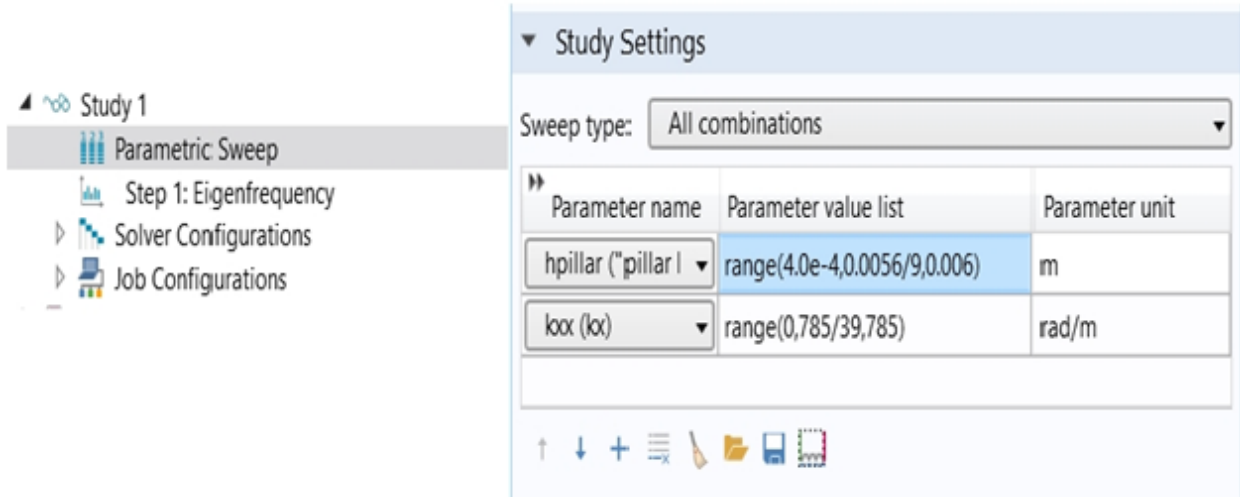 Study 1
Parametric Sweep
Step 1: Eigenfrequency
Solver Configurations
Job Configurations
Study Settings
Sweep type:: All combinations
Parameter name Parameter value list Parameter unit
hpillar ("pillar l range(4.0e-4,0.0056/9,0.006) m
kxx (kx) range(0,785/39,785) rad/m